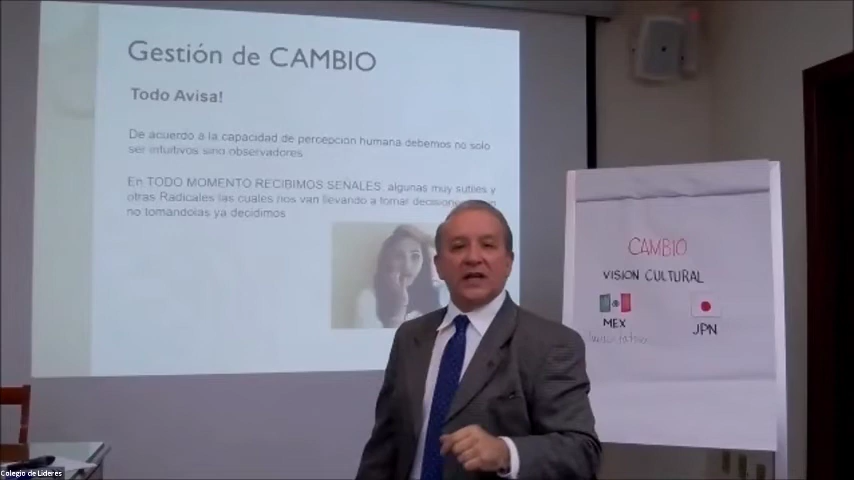 Gestión de CAMBIO
Todo Avisa!
De acuerdo a la capacidad de percepción humana debemos no solo
ser intuitivos sino observadores
En TODO MOMENTO RECIBIMOS SEÑALES, algunas muy sutiles y
otras Radicales las cuales nos van llevando a tomar
no tomandolas ya decidimos
CAMBIO
VISION CULTURAL
MEX
JPN
Colegio de Lideres